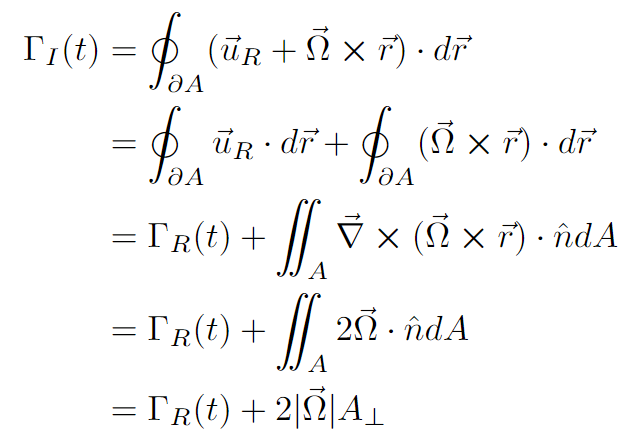 Γ_I(t) = ∮_{∂A} (u⃗_R + Ω⃗ × r⃗) · dr⃗
= ∮_{∂A} u⃗_R · dr⃗ + ∮_{∂A} (Ω⃗ × r⃗) · dr⃗
= Γ_R(t) + ∬_A ∇⃗ × (Ω⃗ × r⃗) · n̂dA
= Γ_R(t) + ∬_A 2Ω⃗ · n̂dA
= Γ_R(t) + 2|Ω⃗|A_⊥